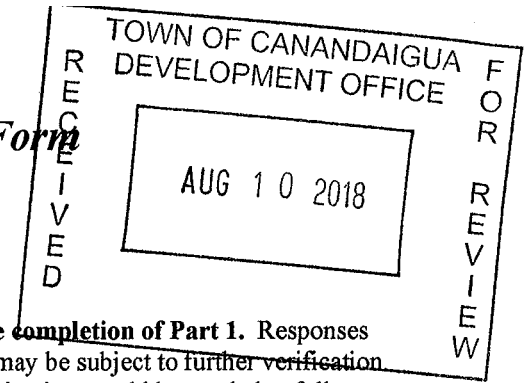 TOWN OF CANANDAIGUA
DEVELOPMENT OFFICE
RECEIVED
FOR REVIEW
AUG 10 2018
Form
completion of Part 1. Responses
may be subject to further verification.